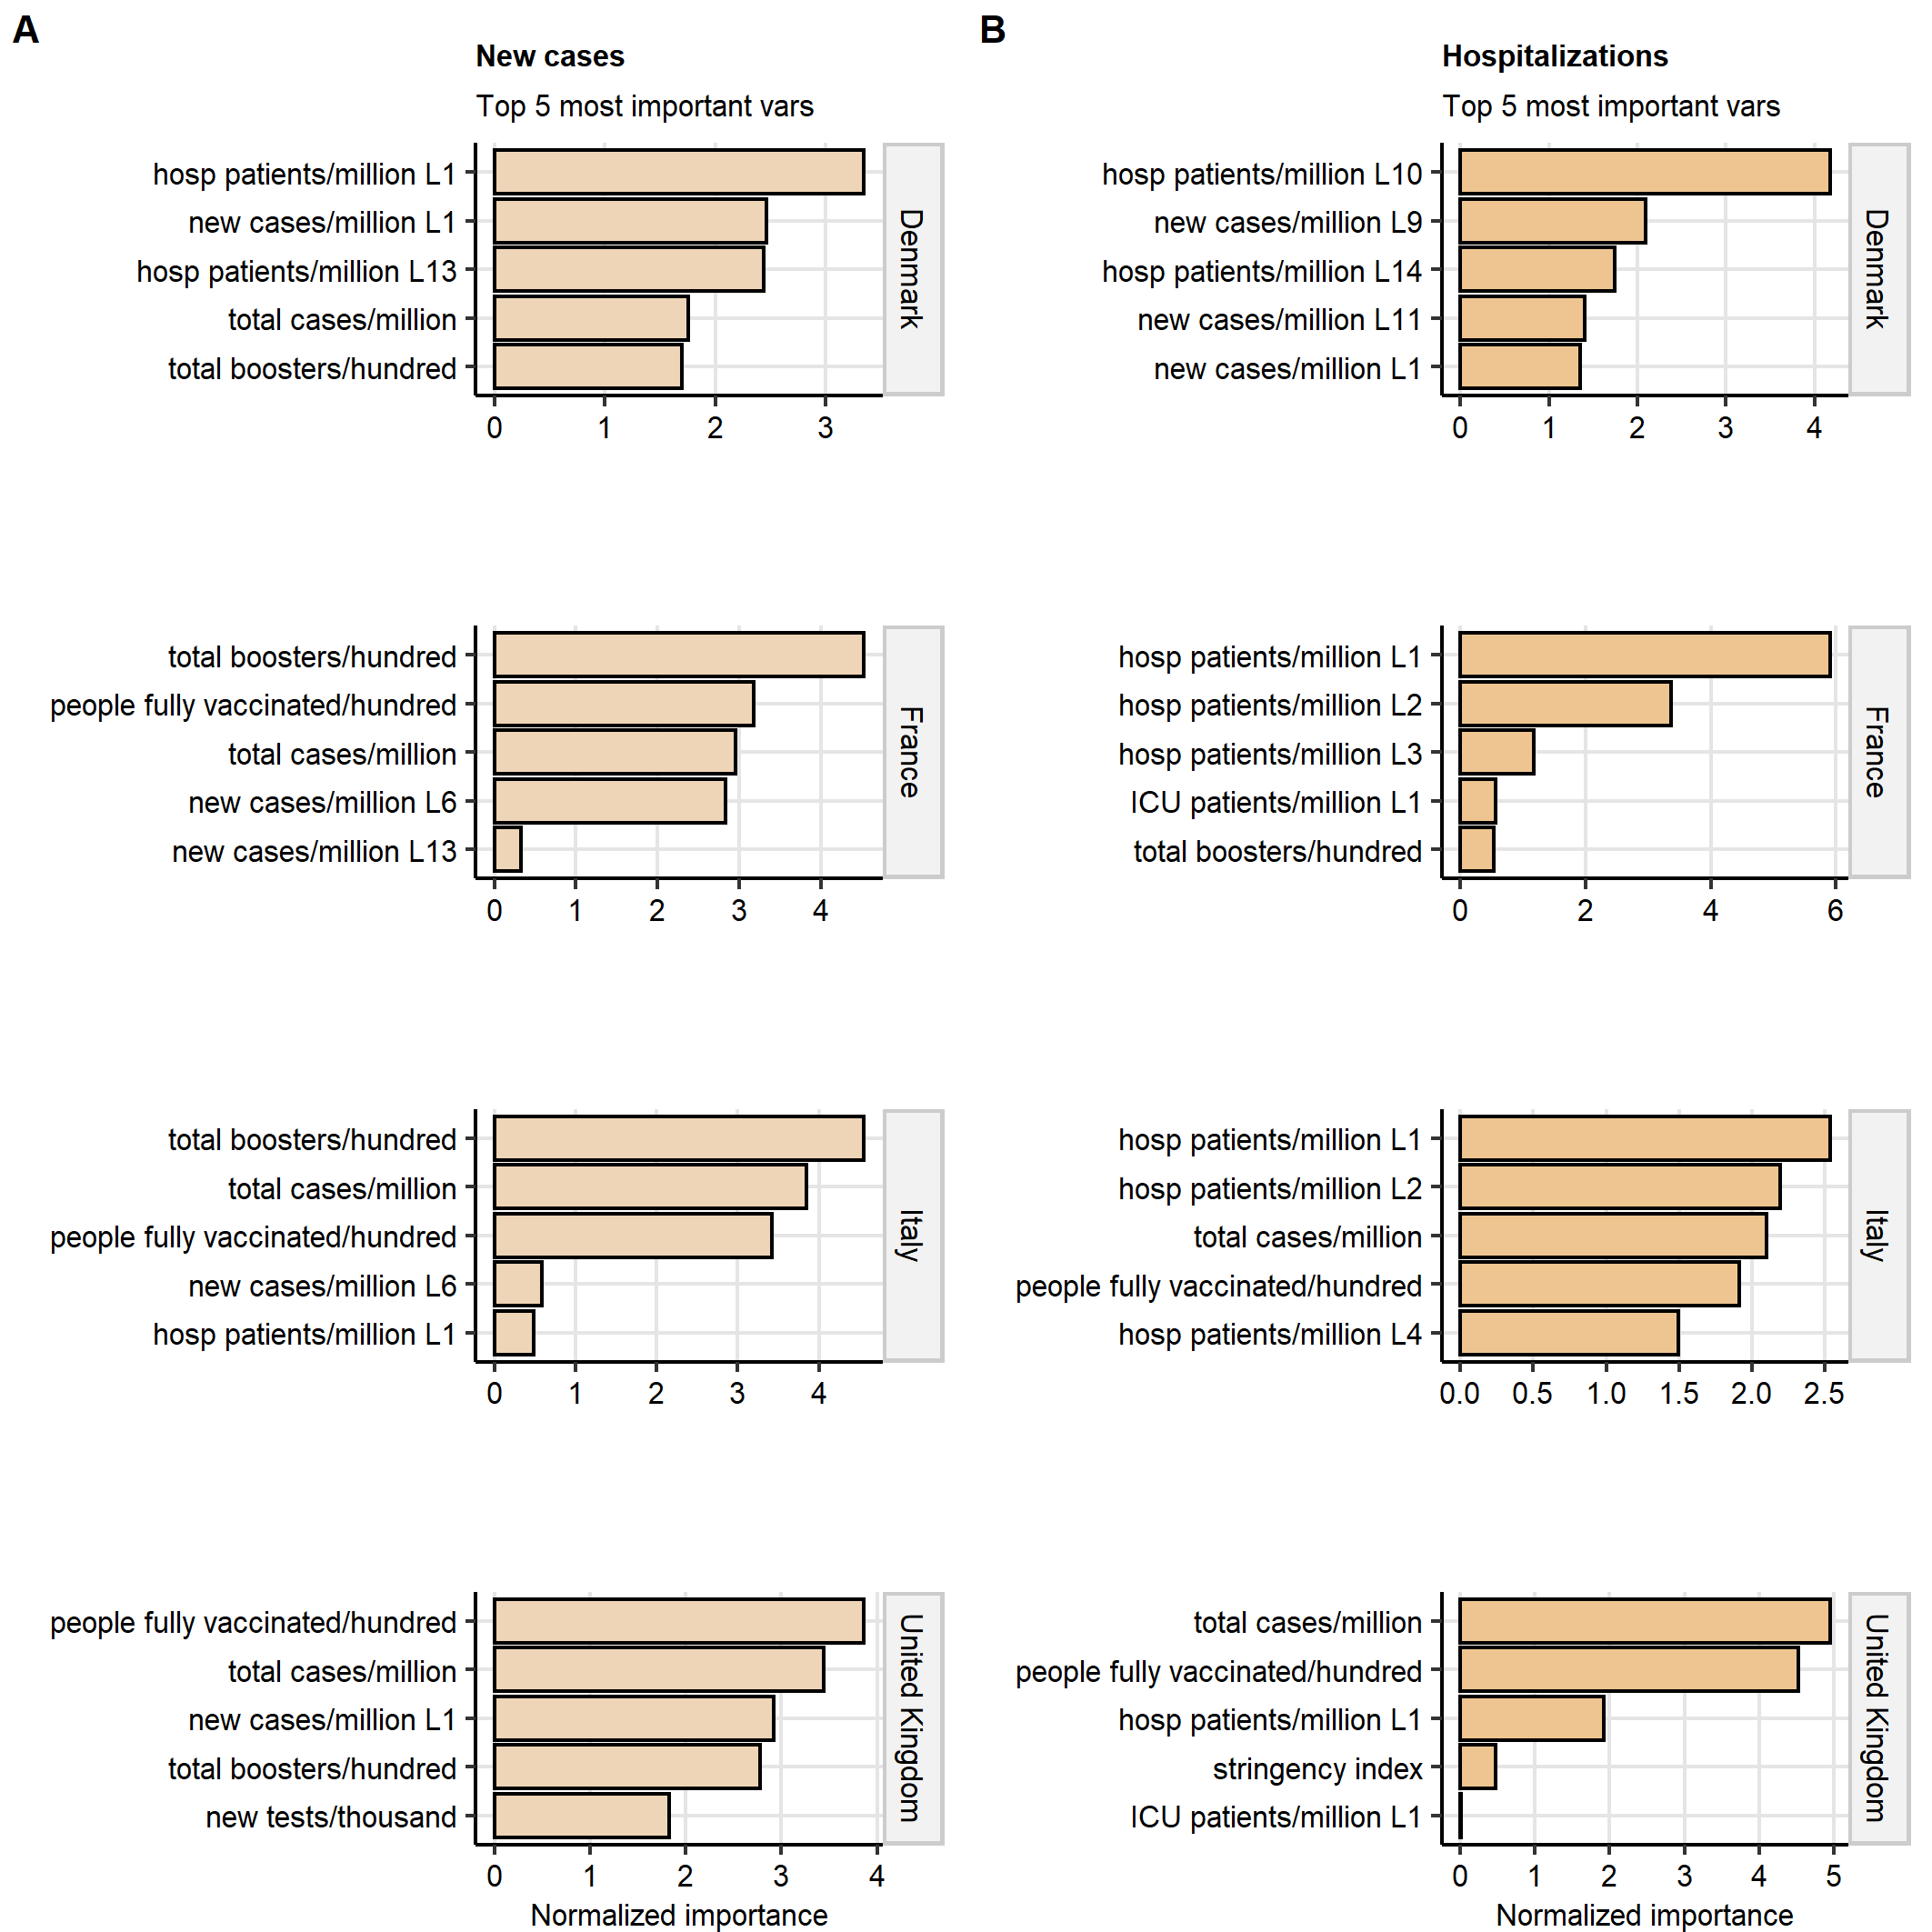 A
New cases
Top 5 most important vars
hosp patients/million L1
new cases/million L1
hosp patients/million L13
total cases/million
total boosters/hundred
Denmark
0 1 2 3
total boosters/hundred
people fully vaccinated/hundred
total cases/million
new cases/million L6
new cases/million L13
France
0 1 2 3 4
total boosters/hundred
total cases/million
people fully vaccinated/hundred
new cases/million L6
hosp patients/million L1
Italy
0 1 2 3 4
people fully vaccinated/hundred
total cases/million
new cases/million L1
total boosters/hundred
new tests/thousand
United Kingdom
0 1 2 3 4
Normalized importance
B
Hospitalizations
Top 5 most important vars
hosp patients/million L10
new cases/million L9
hosp patients/million L14
new cases/million L11
new cases/million L1
Denmark
0 1 2 3 4
hosp patients/million L1
hosp patients/million L2
hosp patients/million L3
ICU patients/million L1
total boosters/hundred
France
0 2 4 6
hosp patients/million L1
hosp patients/million L2
total cases/million
people fully vaccinated/hundred
hosp patients/million L4
Italy
0.0 0.5 1.0 1.5 2.0 2.5
total cases/million
people fully vaccinated/hundred
hosp patients/million L1
stringency index
ICU patients/million L1
United Kingdom
0 1 2 3 4 5
Normalized importance